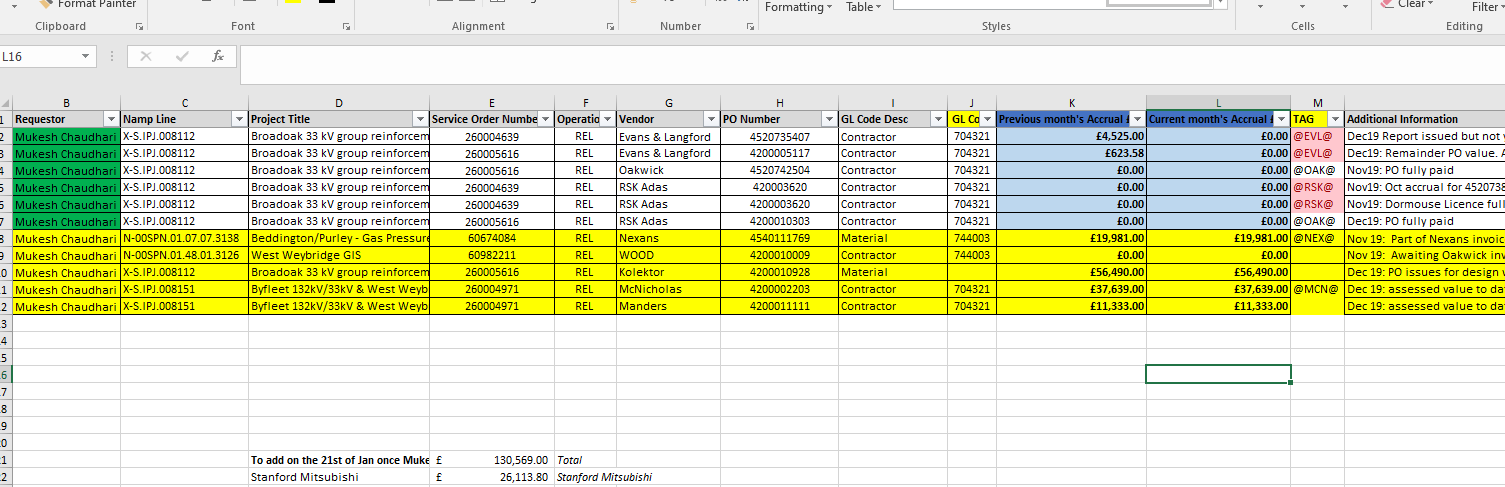 Format Painter Formatting Table Clear Filter
Clipboard Font Alignment Number Styles Cells Editing
L16 fx
B C D E F G H I J K L M
1 Requestor Namp Line Project Title Service Order Numbe Operatio Vendor PO Number GL Code Desc GL Co Previous month's Accrual £ Current month's Accrual £ TAG Additional Information
2 Mukesh Chaudhari X-S.IPJ.008112 Broadoak 33 kV group reinforcem 260004639 REL Evans & Langford 4520735407 Contractor 704321 £4,525.00 £0.00 @EVL@ Dec19 Report issued but not
3 Mukesh Chaudhari X-S.IPJ.008112 Broadoak 33 kV group reinforcem 260005616 REL Evans & Langford 4200005117 Contractor 704321 £623.58 £0.00 @EVL@ Dec19: Remainder PO value. A
4 Mukesh Chaudhari X-S.IPJ.008112 Broadoak 33 kV group reinforcem 260005616 REL Oakwick 4520742504 Contractor 704321 £0.00 £0.00 @OAK@ Nov19: PO fully paid
5 Mukesh Chaudhari X-S.IPJ.008112 Broadoak 33 kV group reinforcem 260004639 REL RSK Adas 420003620 Contractor 704321 £0.00 £0.00 @RSK@ Nov19: Oct accrual for 4520738
6 Mukesh Chaudhari X-S.IPJ.008112 Broadoak 33 kV group reinforcem 260004639 REL RSK Adas 4200003620 Contractor 704321 £0.00 £0.00 @RSK@ Nov19: Dormouse Licence full
7 Mukesh Chaudhari X-S.IPJ.008112 Broadoak 33 kV group reinforcem 260005616 REL RSK Adas 4200010303 Contractor 704321 £0.00 £0.00 @OAK@ Dec19: PO fully paid
8 Mukesh Chaudhari N-00SPN.01.07.07.3138 Beddington/Purley - Gas Pressure 60674084 REL Nexans 4540111769 Material 744003 £19,981.00 £19,981.00 @NEX@ Nov 19: Part of Nexans invoic
9 Mukesh Chaudhari N-00SPN.01.48.01.3126 West Weybridge GIS 60982211 REL WOOD 4200010009 Contractor 744003 £0.00 £0.00 Nov 19: Awaiting Oakwick inv
10 Mukesh Chaudhari X-S.IPJ.008112 Broadoak 33 kV group reinforcem 260005616 REL Kolektor 4200010928 Material £56,490.00 £56,490.00 Dec 19: PO issues for design
11 Mukesh Chaudhari X-S.IPJ.008151 Byfleet 132kV/33kV & West Weyb 260004971 REL McNicholas 4200002203 Contractor 704321 £37,639.00 £37,639.00 @MCN@ Dec 19: assessed value to da
12 Mukesh Chaudhari X-S.IPJ.008151 Byfleet 132kV/33kV & West Weyb 260004971 REL Manders 4200011111 Contractor 704321 £11,333.00 £11,333.00 Dec 19: assessed value to da
13
14
15
16
17
18
19
20
21 To add on the 21st of Jan once Muke £ 130,569.00 Total
22 Stanford Mitsubishi £ 26,113.80 Stanford Mitsubishi